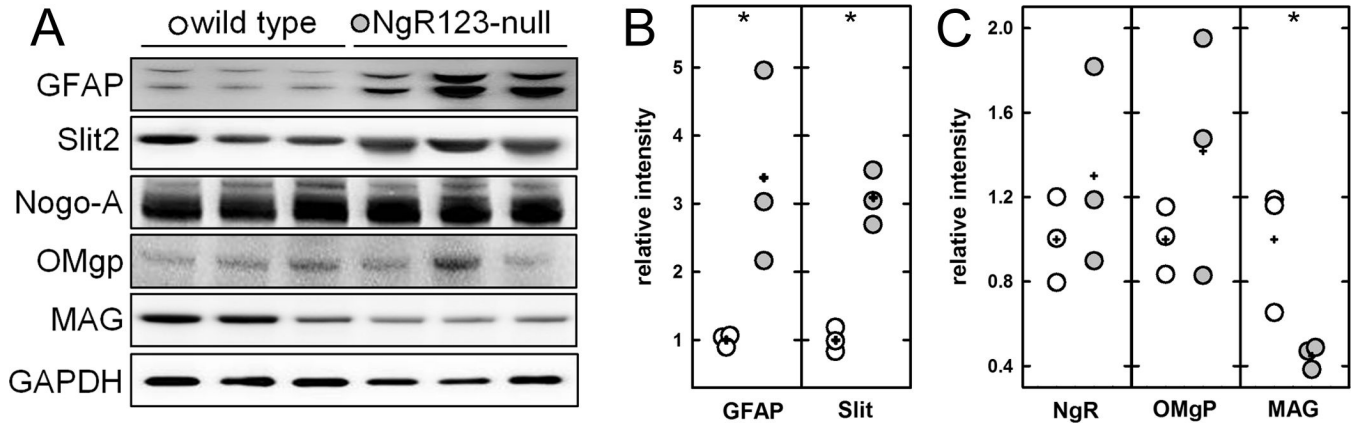 A
wild type
NgR123-null
GFAP
Slit2
Nogo-A
OMgp
MAG
GAPDH
B
relative intensity
5
4
3
2
1
*
*
GFAP
Slit
C
relative intensity
2.0
1.6
1.2
0.8
0.4
*
NgR
OMgP
MAG